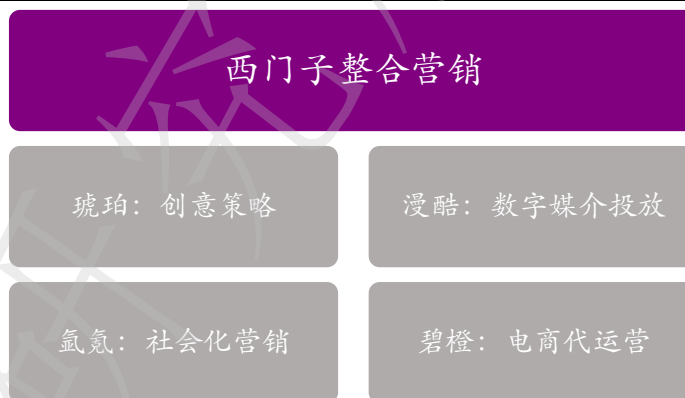 西门子整合营销
琥珀：创意策略
漫酷：数字媒介投放
氩氪：社会化营销
碧橙：电商代运营